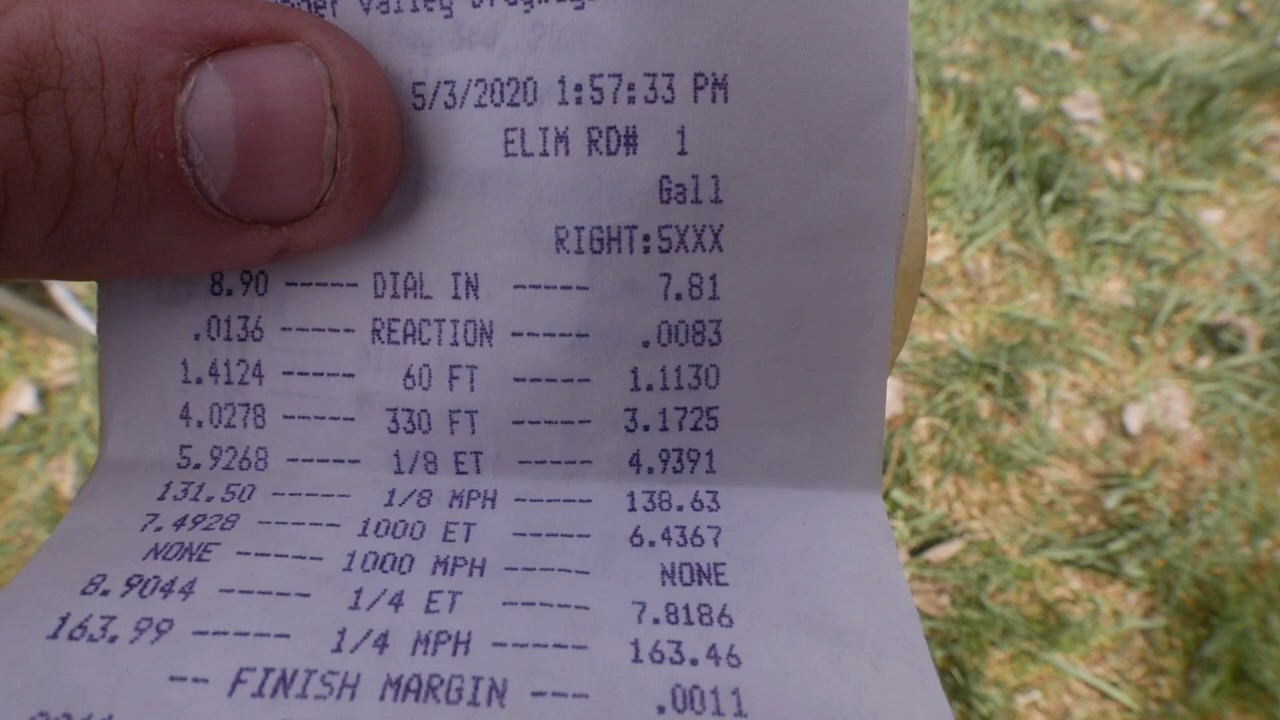 Valley
5/3/2020 1:57:33 PM
ELIM RD# 1
Gall
RIGHT:5XXX
8.90 ----- DIAL IN ----- 7.81
.0136 ----- REACTION ----- .0083
1.4124 ----- 60 FT ----- 1.1130
4.0278 ----- 330 FT ----- 3.1725
5.9268 ----- 1/8 ET ----- 4.9391
131.50 ----- 1/8 MPH ----- 138.63
7.4928 ----- 1000 ET ----- 6.4367
NONE ----- 1000 MPH ----- NONE
8.9044 ----- 1/4 ET ----- 7.8186
163.99 ----- 1/4 MPH ----- 163.46
-- FINISH MARGIN --- .0011